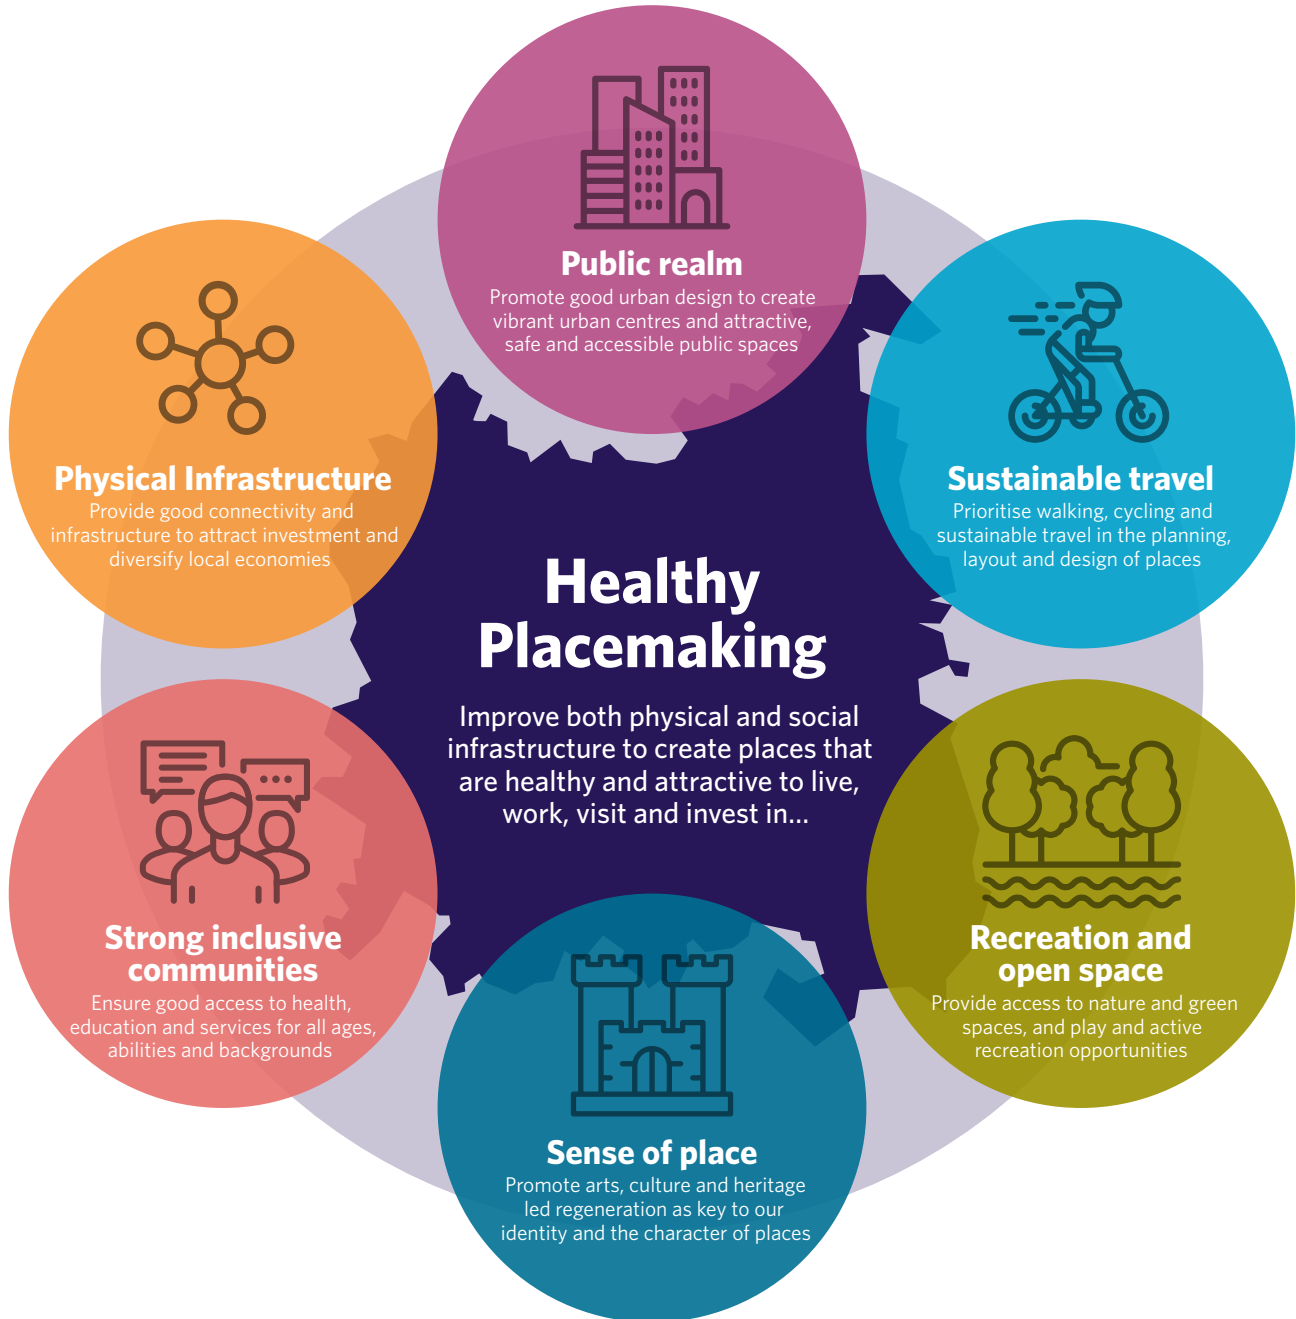 Public realm
Promote good urban design to create
vibrant urban centres and attractive,
safe and accessible public spaces
Physical Infrastructure
Provide good connectivity and
infrastructure to attract investment and
diversify local economies
Sustainable travel
Prioritise walking, cycling and
sustainable travel in the planning,
layout and design of places
Healthy
Placemaking
Improve both physical and social
infrastructure to create places that
are healthy and attractive to live,
work, visit and invest in...
Strong inclusive
communities
Ensure good access to health,
education and services for all ages,
abilities and backgrounds
Recreation and
open space
Provide access to nature and green
spaces, and play and active
recreation opportunities
Sense of place
Promote arts, culture and heritage
led regeneration as key to our
identity and the character of places